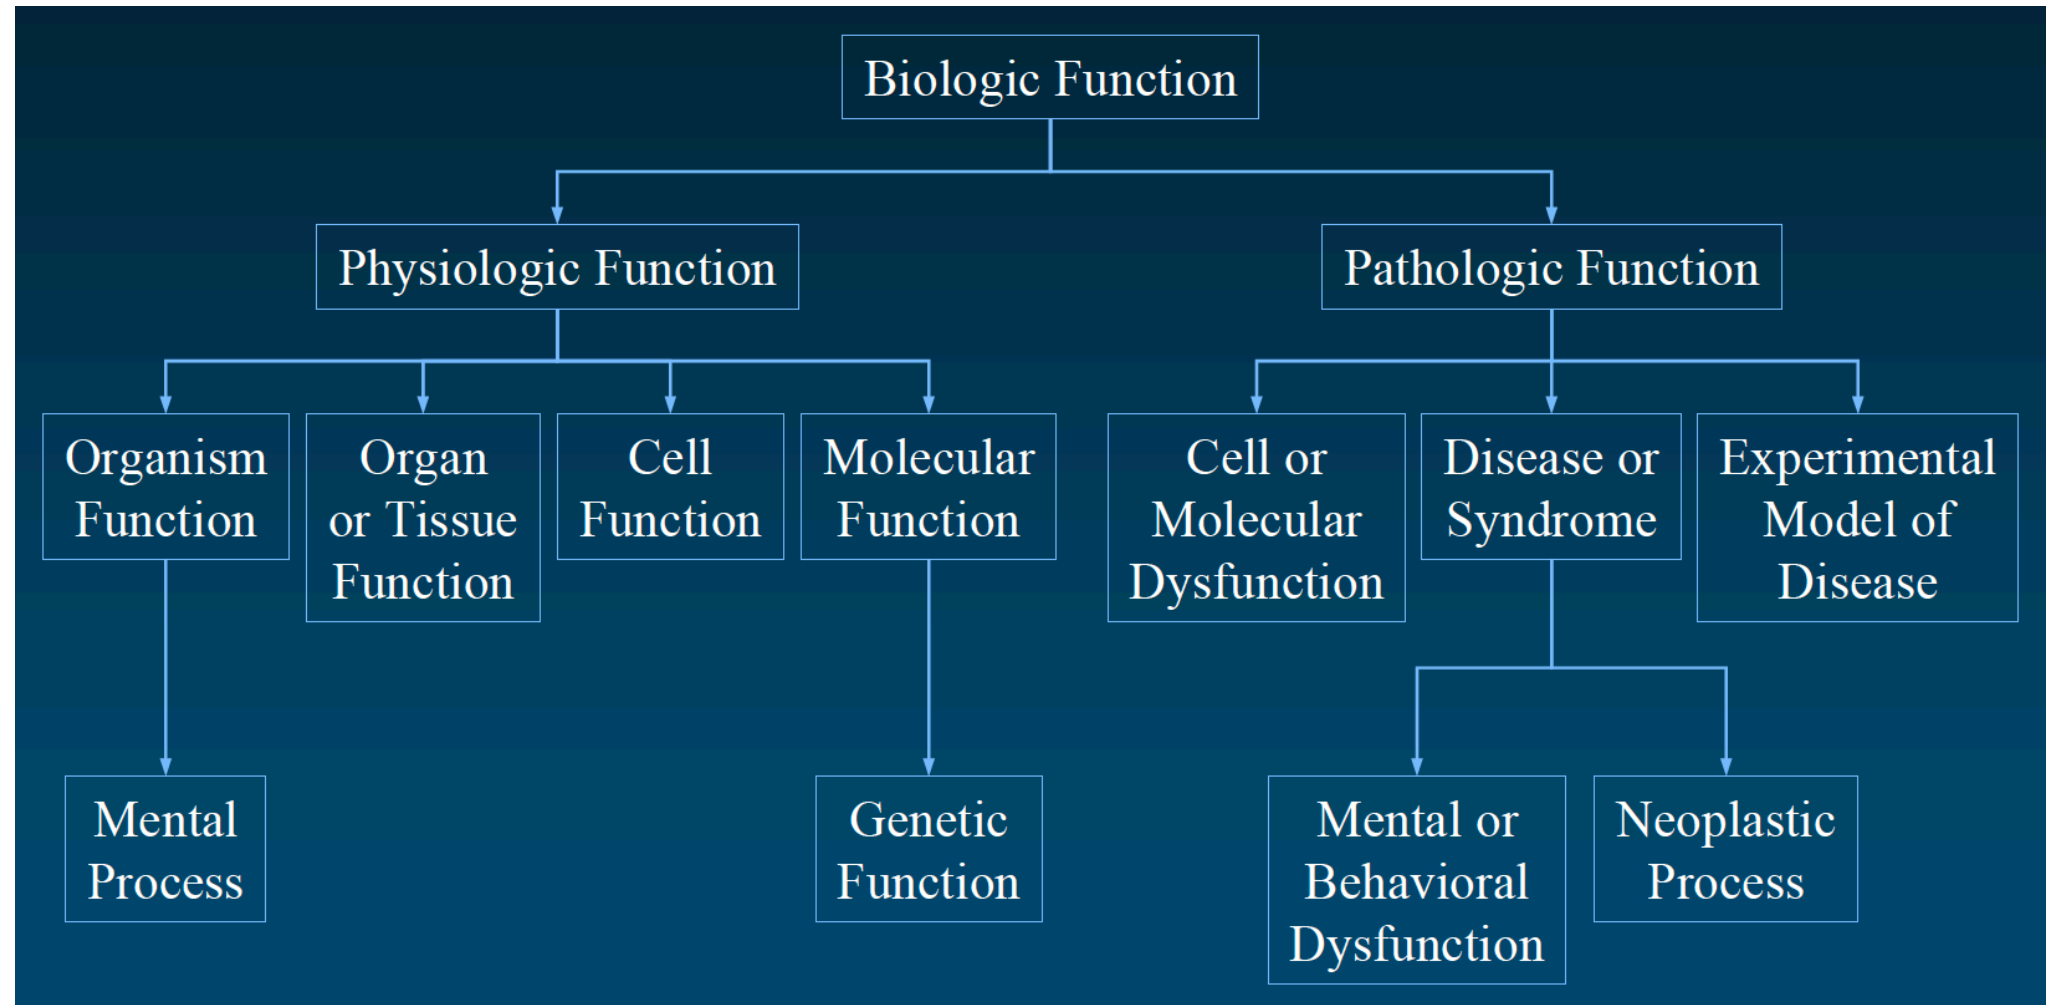 Biologic Function
Physiologic Function
Pathologic Function
Organism
Function
Organ
or Tissue
Function
Cell
Function
Molecular
Function
Cell or
Molecular
Dysfunction
Disease or
Syndrome
Experimental
Model of
Disease
Mental
Process
Genetic
Function
Mental or
Behavioral
Dysfunction
Neoplastic
Process